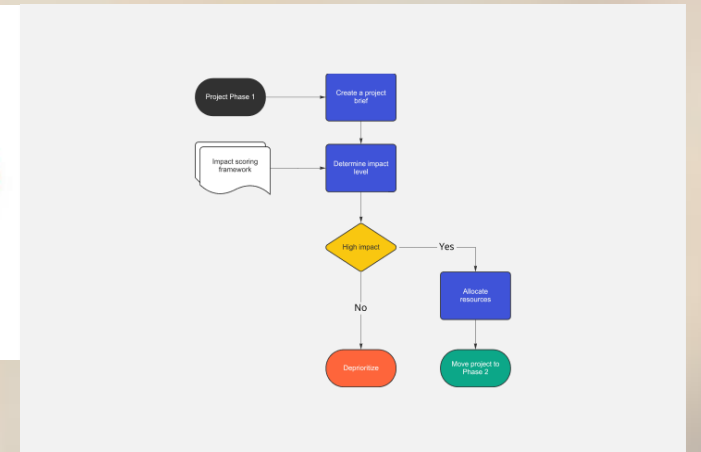 Project Phase 1
Create a project
brief
Impact scoring
framework
Determine impact
level
High impact
Yes
Allocate
resources
No
Deprioritize
Move project to
Phase 2